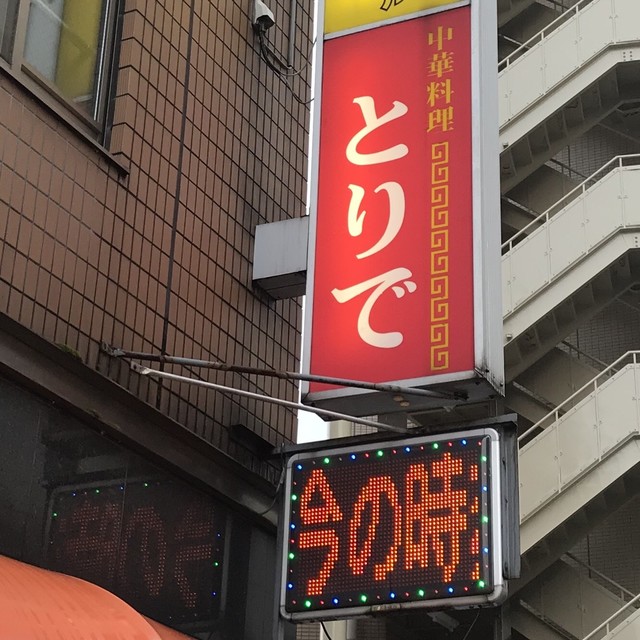 中華料理
とりで
今の時